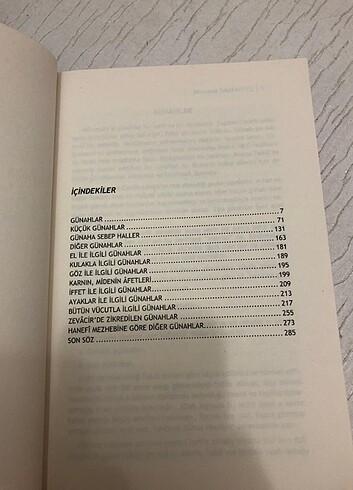 İÇİNDEKİLER
GÜNAHLAR ........ 7
KÜÇÜK GÜNAHLAR ........ 71
GÜNAHA SEBEP HALLER ........ 131
DİĞER GÜNAHLAR ........ 163
EL İLE İLGİLİ GÜNAHLAR ........ 181
KULAKLA İLGİLİ GÜNAHLAR ........ 189
GÖZ İLE İLGİLİ GÜNAHLAR ........ 195
KARNIN, MİDENİN ÂFETLERİ ........ 199
İFFET İLE İLGİLİ GÜNAHLAR ........ 209
AYAKLAR İLE İLGİLİ GÜNAHLAR ........ 213
BÜTÜN VÜCUTLA İLGİLİ GÜNAHLAR ........ 217
ZEVÂCİR'DE ZİKREDİLEN GÜNAHLAR ........ 255
HANEFİ MEZHEBİNE GÖRE DİĞER GÜNAHLAR ........ 273
SON SÖZ ........ 285